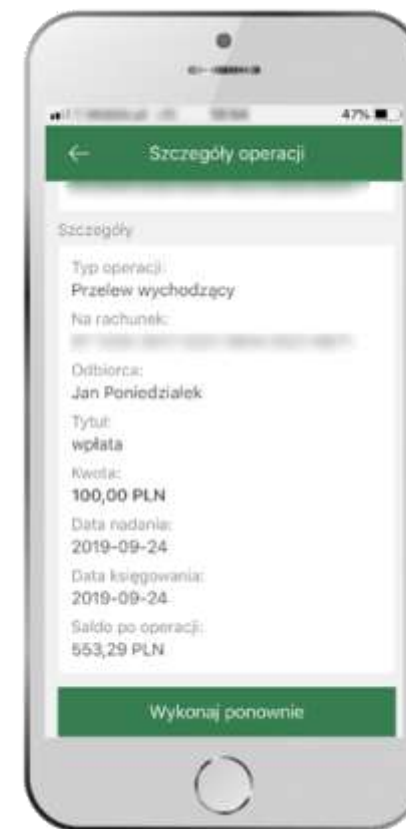 47%
Szczegóły operacji
Szczegóły
Typ operacji:
Przelew wychodzący
Na rachunek:
Odbiorca:
Jan Poniedziałek
Tytuł:
wpłata
Kwota:
100,00 PLN
Data nadania:
2019-09-24
Data księgowania:
2019-09-24
Saldo po operacji:
553,29 PLN
Wykonaj ponownie